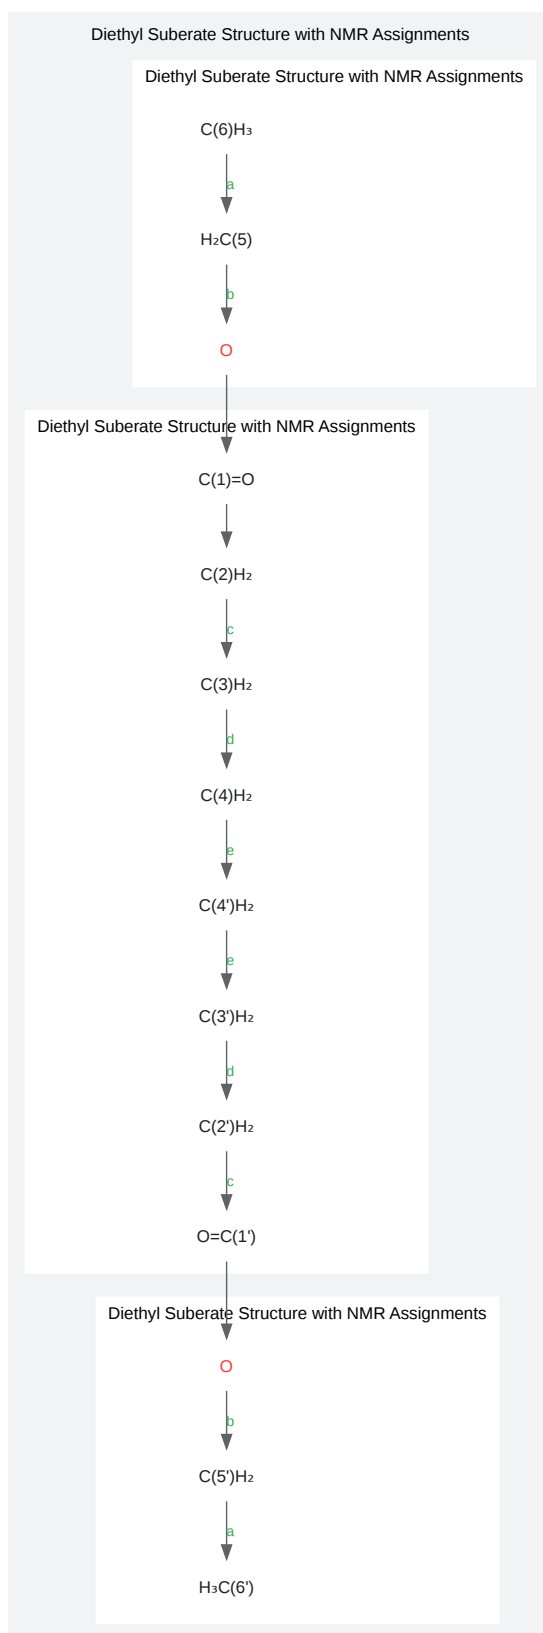 Diethyl Suberate Structure with NMR Assignments
Diethyl Suberate Structure with NMR Assignments
C(6)H₃
a
H₂C(5)
b
O
Diethyl Suberate Structure with NMR Assignments
C(1)=O
C(2)H₂
c
C(3)H₂
d
C(4)H₂
e
C(4')H₂
e
C(3')H₂
d
C(2')H₂
c
O=C(1')
Diethyl Suberate Structure with NMR Assignments
O
b
C(5')H₂
a
H₃C(6')